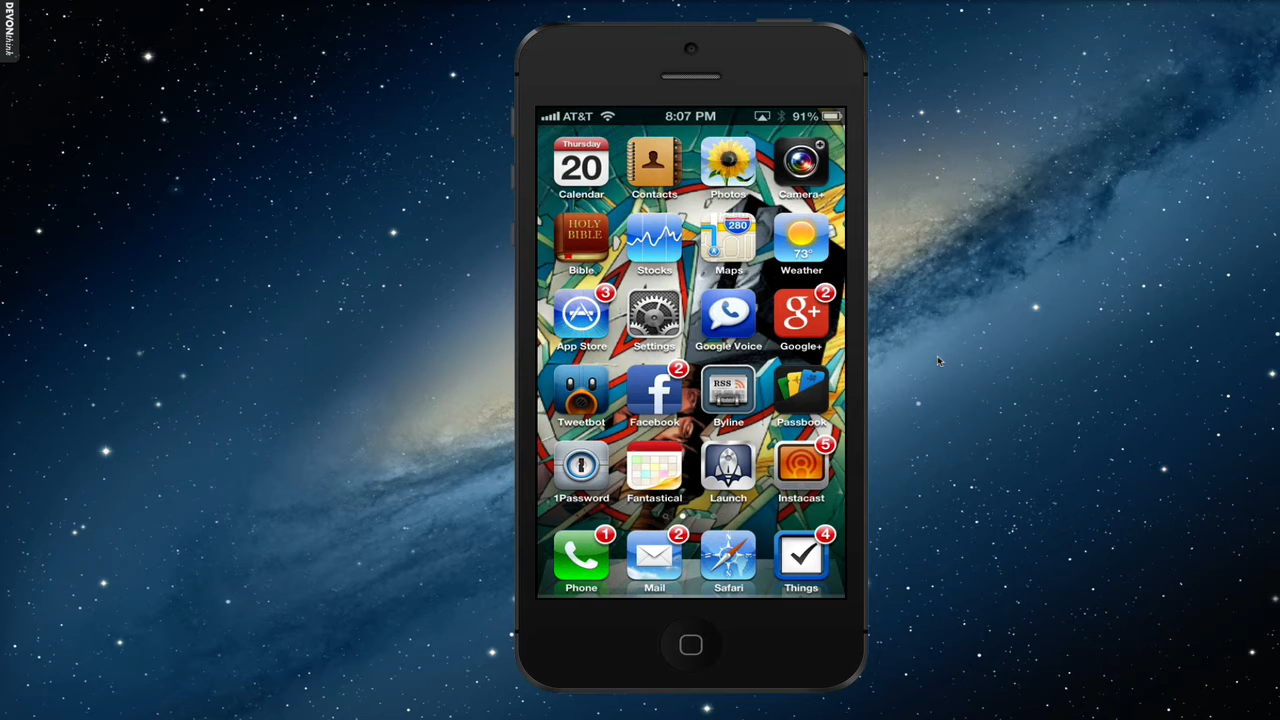 DEVONthink
AT&T 8:07 PM 91%
Thursday
20
Calendar Contacts Photos Camera+
HOLY
BIBLE
280
73°
Bible Stocks Maps Weather
3
2
g+
App Store Settings Google Voice Google+
2
f
RSS
Tweetbot Facebook Byline Passbook
5
1Password Fantastical Launch Instacast
1 2 4
Phone Mail Safari Things